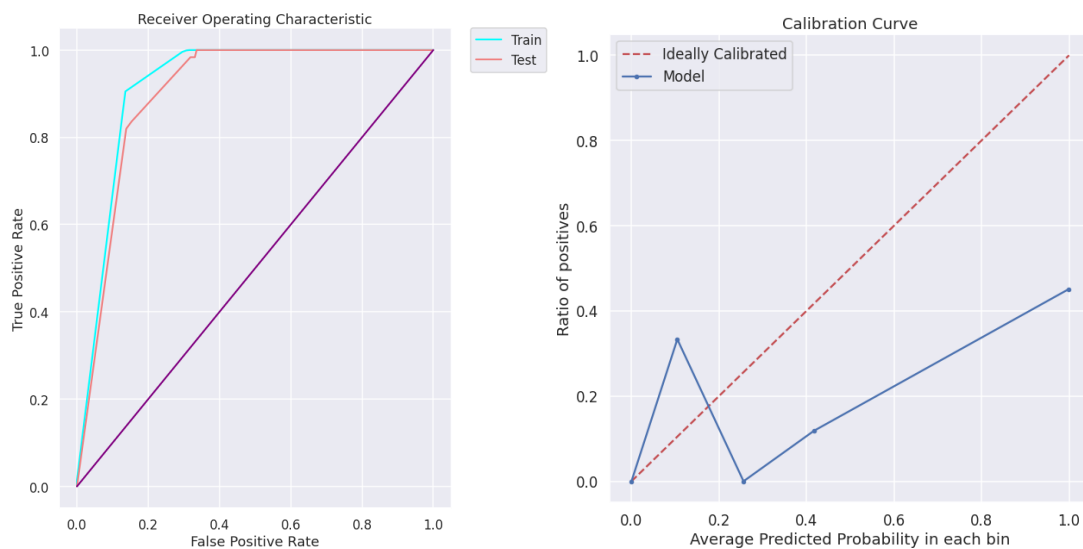 Receiver Operating Characteristic
True Positive Rate
1.0
0.8
0.6
0.4
0.2
0.0
0.0 0.2 0.4 0.6 0.8 1.0
False Positive Rate
Train
Test
Calibration Curve
Ratio of positives
1.0
0.8
0.6
0.4
0.2
0.0
0.0 0.2 0.4 0.6 0.8 1.0
Average Predicted Probability in each bin
Ideally Calibrated
Model